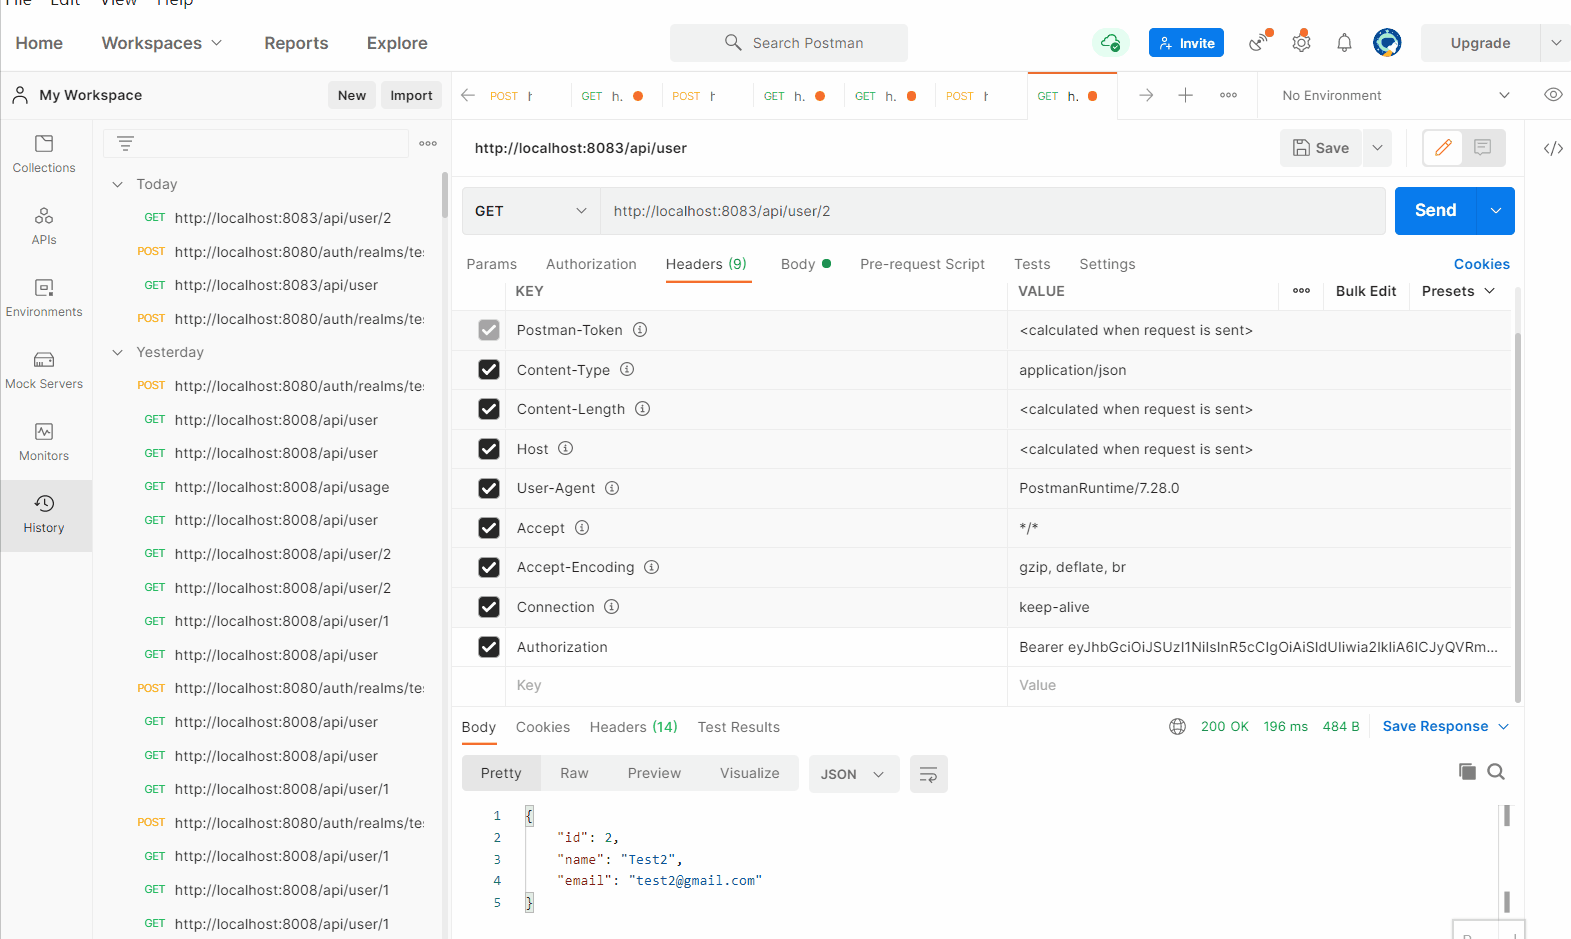 File Edit View Help
Home Workspaces Reports Explore Search Postman Invite Upgrade
My Workspace New Import POST GET h. POST GET h. GET h. POST GET h. No Environment
http://localhost:8083/api/user Save
GET http://localhost:8083/api/user/2 Send
Params Authorization Headers (9) Body Pre-request Script Tests Settings Cookies
KEY VALUE Bulk Edit Presets
Postman-Token <calculated when request is sent>
Content-Type application/json
Content-Length <calculated when request is sent>
Host <calculated when request is sent>
User-Agent PostmanRuntime/7.28.0
Accept */*
Accept-Encoding gzip, deflate, br
Connection keep-alive
Authorization Bearer eyJhbGciOiJSUzI1NiIsInR5cCIgOiAiSldUIiwia2lkIiA6ICJyQVRm...
Key Value
Collections
APIs
Environments
Mock Servers
Monitors
History
Today
GET http://localhost:8083/api/user/2
POST http://localhost:8080/auth/realms/te
GET http://localhost:8083/api/user
POST http://localhost:8080/auth/realms/te
Yesterday
POST http://localhost:8080/auth/realms/te
GET http://localhost:8008/api/user
GET http://localhost:8008/api/user
GET http://localhost:8008/api/usage
GET http://localhost:8008/api/user
GET http://localhost:8008/api/user/2
GET http://localhost:8008/api/user/2
GET http://localhost:8008/api/user/1
GET http://localhost:8008/api/user
POST http://localhost:8080/auth/realms/te
GET http://localhost:8008/api/user
GET http://localhost:8008/api/user
GET http://localhost:8008/api/user/1
POST http://localhost:8080/auth/realms/te
GET http://localhost:8008/api/user/1
GET http://localhost:8008/api/user/1
GET http://localhost:8008/api/user/1
Body Cookies Headers (14) Test Results 200 OK 196 ms 484 B Save Response
Pretty Raw Preview Visualize JSON
1 {
2 "id": 2,
3 "name": "Test2",
4 "email": "test2@gmail.com"
5 }